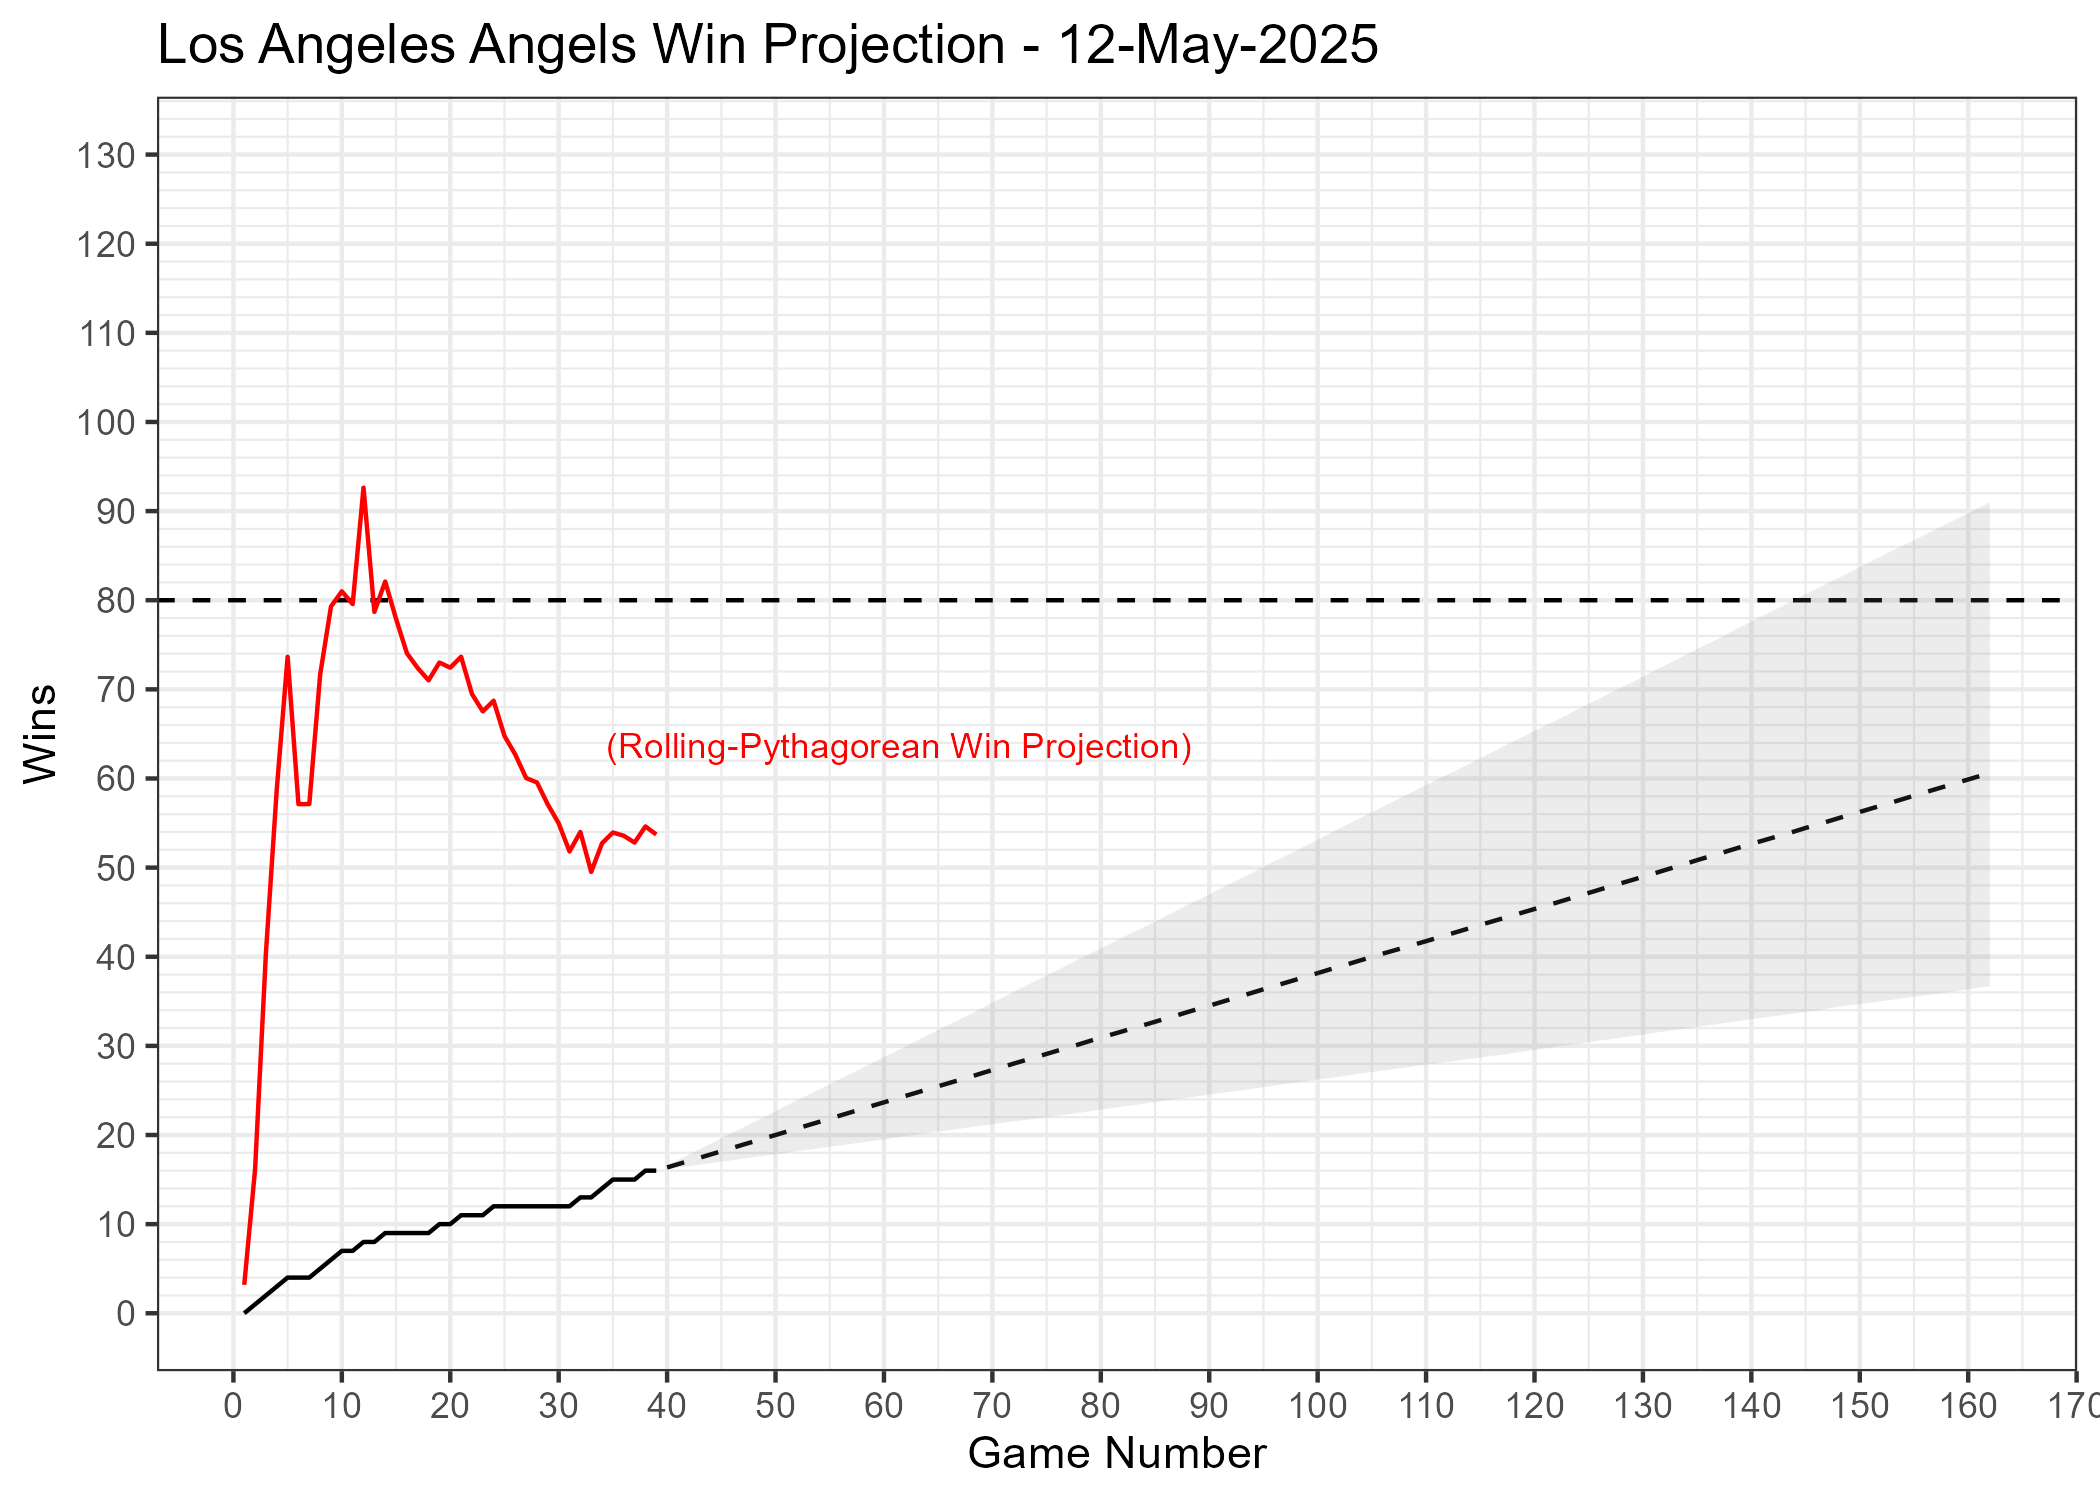 Los Angeles Angels Win Projection - 12-May-2025
130
120
110
100
90
80
70
60
50
40
30
20
10
0
Wins
(Rolling-Pythagorean Win Projection)
0 10 20 30 40 50 60 70 80 90 100 110 120 130 140 150 160 170
Game Number